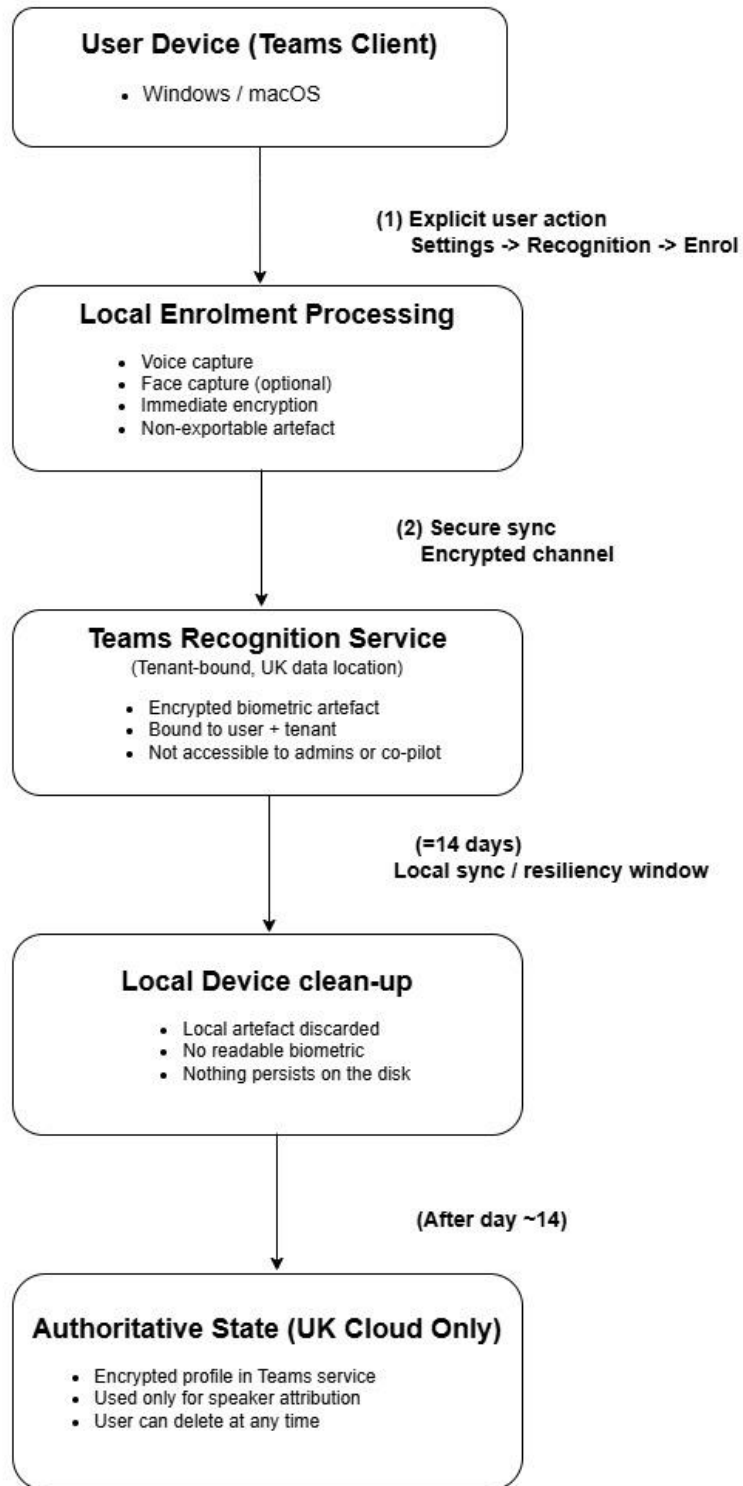 User Device (Teams Client)
• Windows / macOS
(1) Explicit user action
Settings -> Recognition -> Enrol
Local Enrolment Processing
• Voice capture
• Face capture (optional)
• Immediate encryption
• Non-exportable artefact
(2) Secure sync
Encrypted channel
Teams Recognition Service
(Tenant-bound, UK data location)
• Encrypted biometric artefact
• Bound to user + tenant
• Not accessible to admins or co-pilot
(=14 days)
Local sync / resiliency window
Local Device clean-up
• Local artefact discarded
• No readable biometric
• Nothing persists on the disk
(After day ~14)
Authoritative State (UK Cloud Only)
• Encrypted profile in Teams service
• Used only for speaker attribution
• User can delete at any time